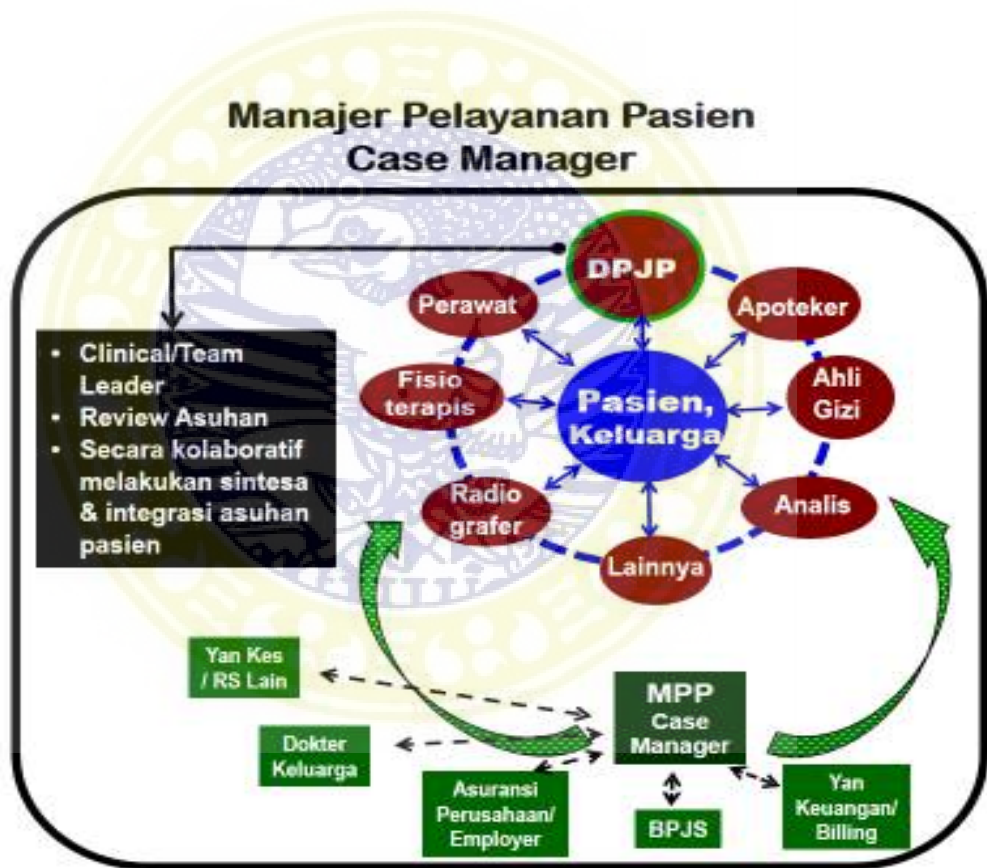 Manajer Pelayanan Pasien
Case Manager
DPJP
Perawat
Apoteker
Fisio
terapis
Ahli
Gizi
Pasien,
Keluarga
Radio
grafer
Analis
Lainnya
• Clinical/Team
Leader
• Review Asuhan
• Secara kolaboratif
melakukan sintesa
& integrasi asuhan
pasien
Yan Kes
/ RS Lain
MPP
Case
Manager
Dokter
Keluarga
Asuransi
Perusahaan/
Employer
BPJS
Yan
Keuangan/
Billing